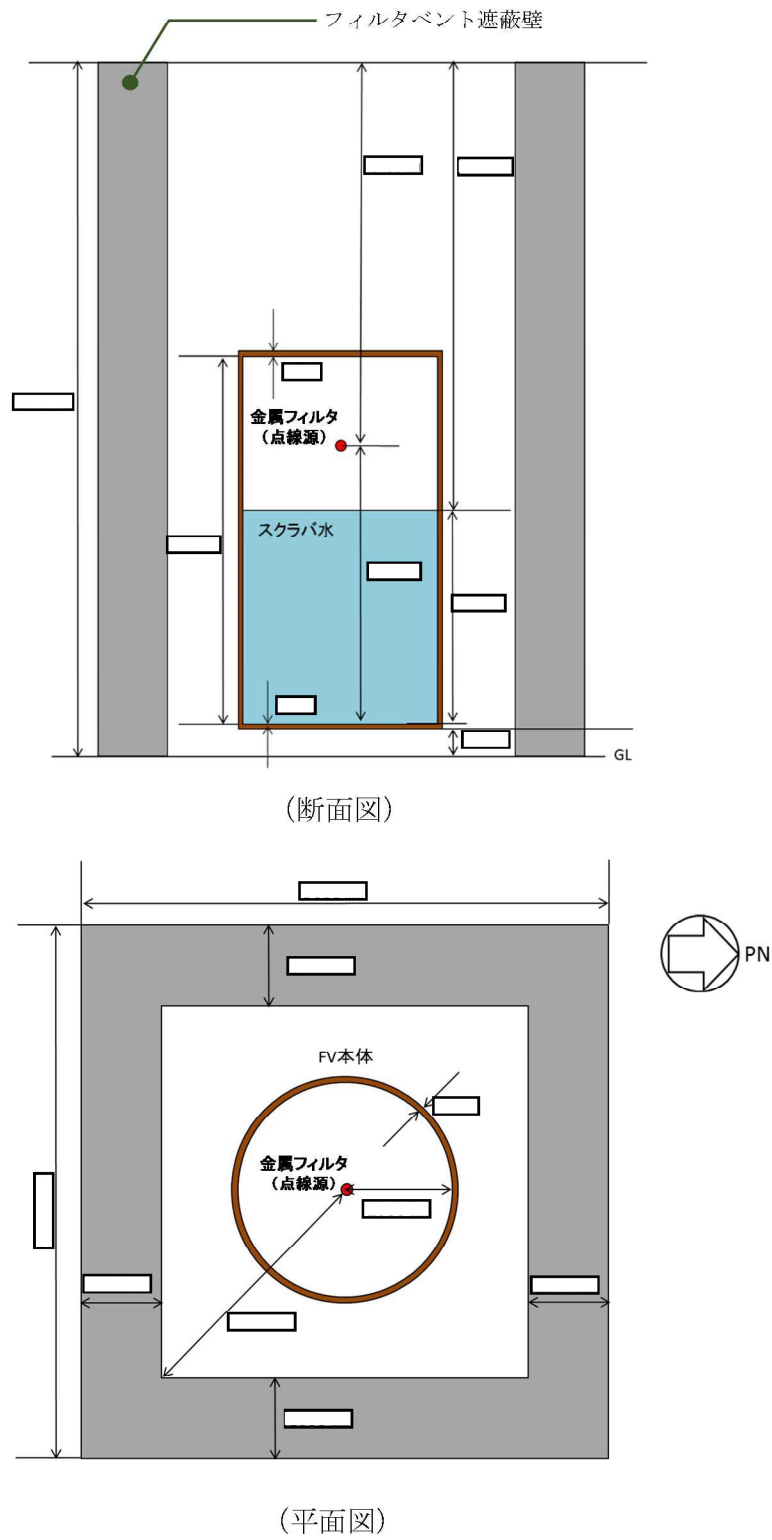 フィルタベント遮蔽壁
金属フィルタ
（点線源）
スクラバ水
GL
（断面図）
PN
FV本体
金属フィルタ
（点線源）
（平面図）